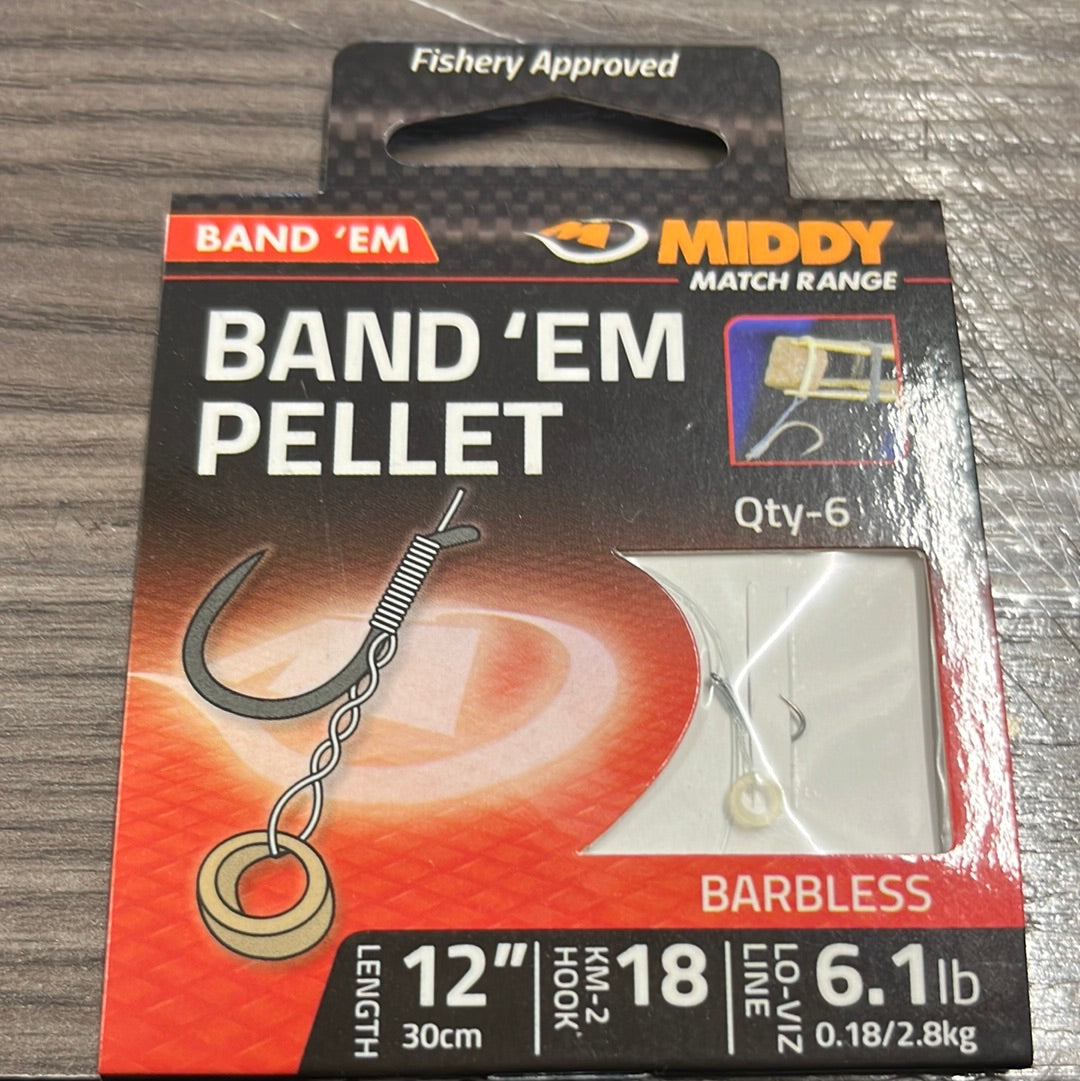 Fishery Approved
BAND 'EM
MIDDY
MATCH RANGE
BAND 'EM
PELLET
Qty-6
BARBLESS
LENGTH
12"
30cm
KM-2
HOOK
18
LO-VIZ
LINE
6.1lb
0.18/2.8kg